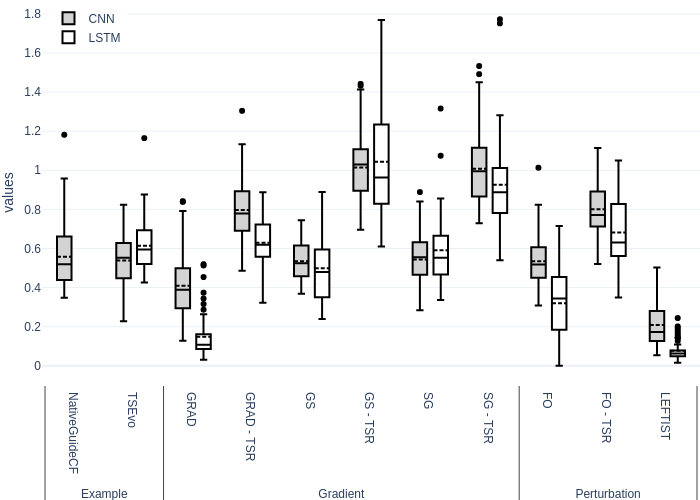 1.8
1.6
1.4
1.2
1
0.8
0.6
0.4
0.2
0
values
CNN
LSTM
NativeGuideCF
TSEvo
GRAD
GRAD - TSR
GS
GS - TSR
SG
SG - TSR
FO
FO - TSR
LEFTIST
Example
Gradient
Perturbation